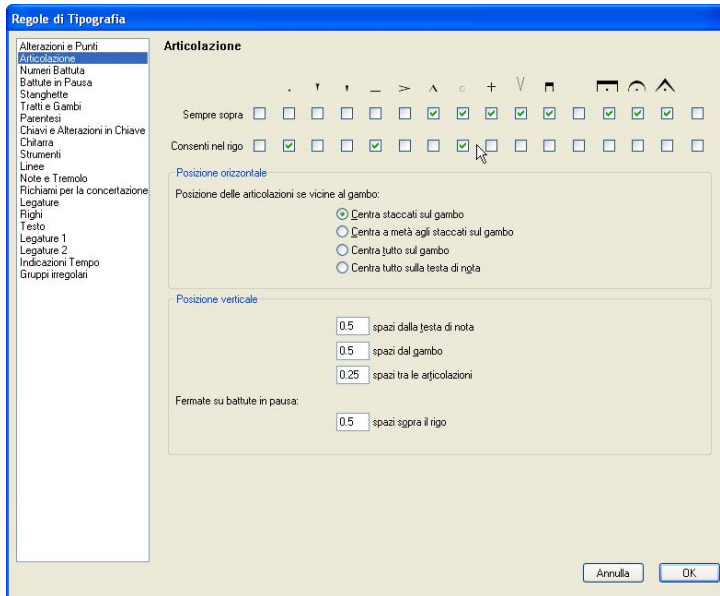 Regole di Tipografia
Alterazioni e Punti
Articolazione
Numeri Battuta
Battute in Pausa
Stanghette
Tratti e Gambi
Parentesi
Chiavi e Alterazioni in Chiave
Chitarra
Strumenti
Linee
Note e Tremolo
Richiami per la concertazione
Legature
Righi
Testo
Legature 1
Legature 2
Indicazioni Tempo
Gruppi irregolari
Articolazione
Sempre sopra
Consenti nel rigo
Posizione orizzontale
Posizione delle articolazioni se vicine al gambo:
Centra staccati sul gambo
Centra a metà agli staccati sul gambo
Centra tutto sul gambo
Centra tutto sulla testa di nota
Posizione verticale
0.5 spazi dalla testa di nota
0.5 spazi dal gambo
0.25 spazi tra le articolazioni
Fermate su battute in pausa:
0.5 spazi sopra il rigo
Annulla OK